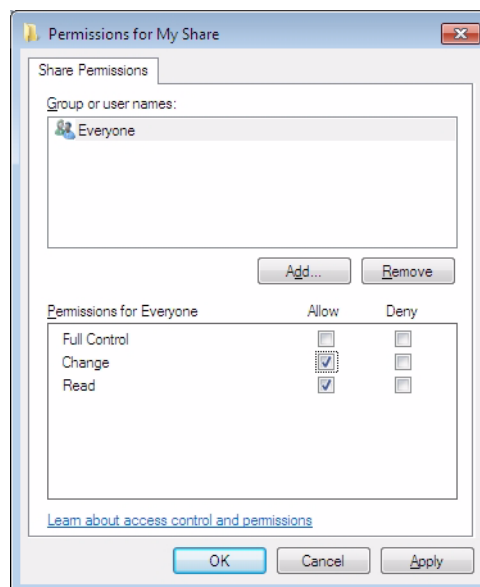 Permissions for My Share
Share Permissions
Group or user names:
Everyone
Add... Remove
Permissions for Everyone Allow Deny
Full Control
Change
Read
Learn about access control and permissions
OK Cancel Apply